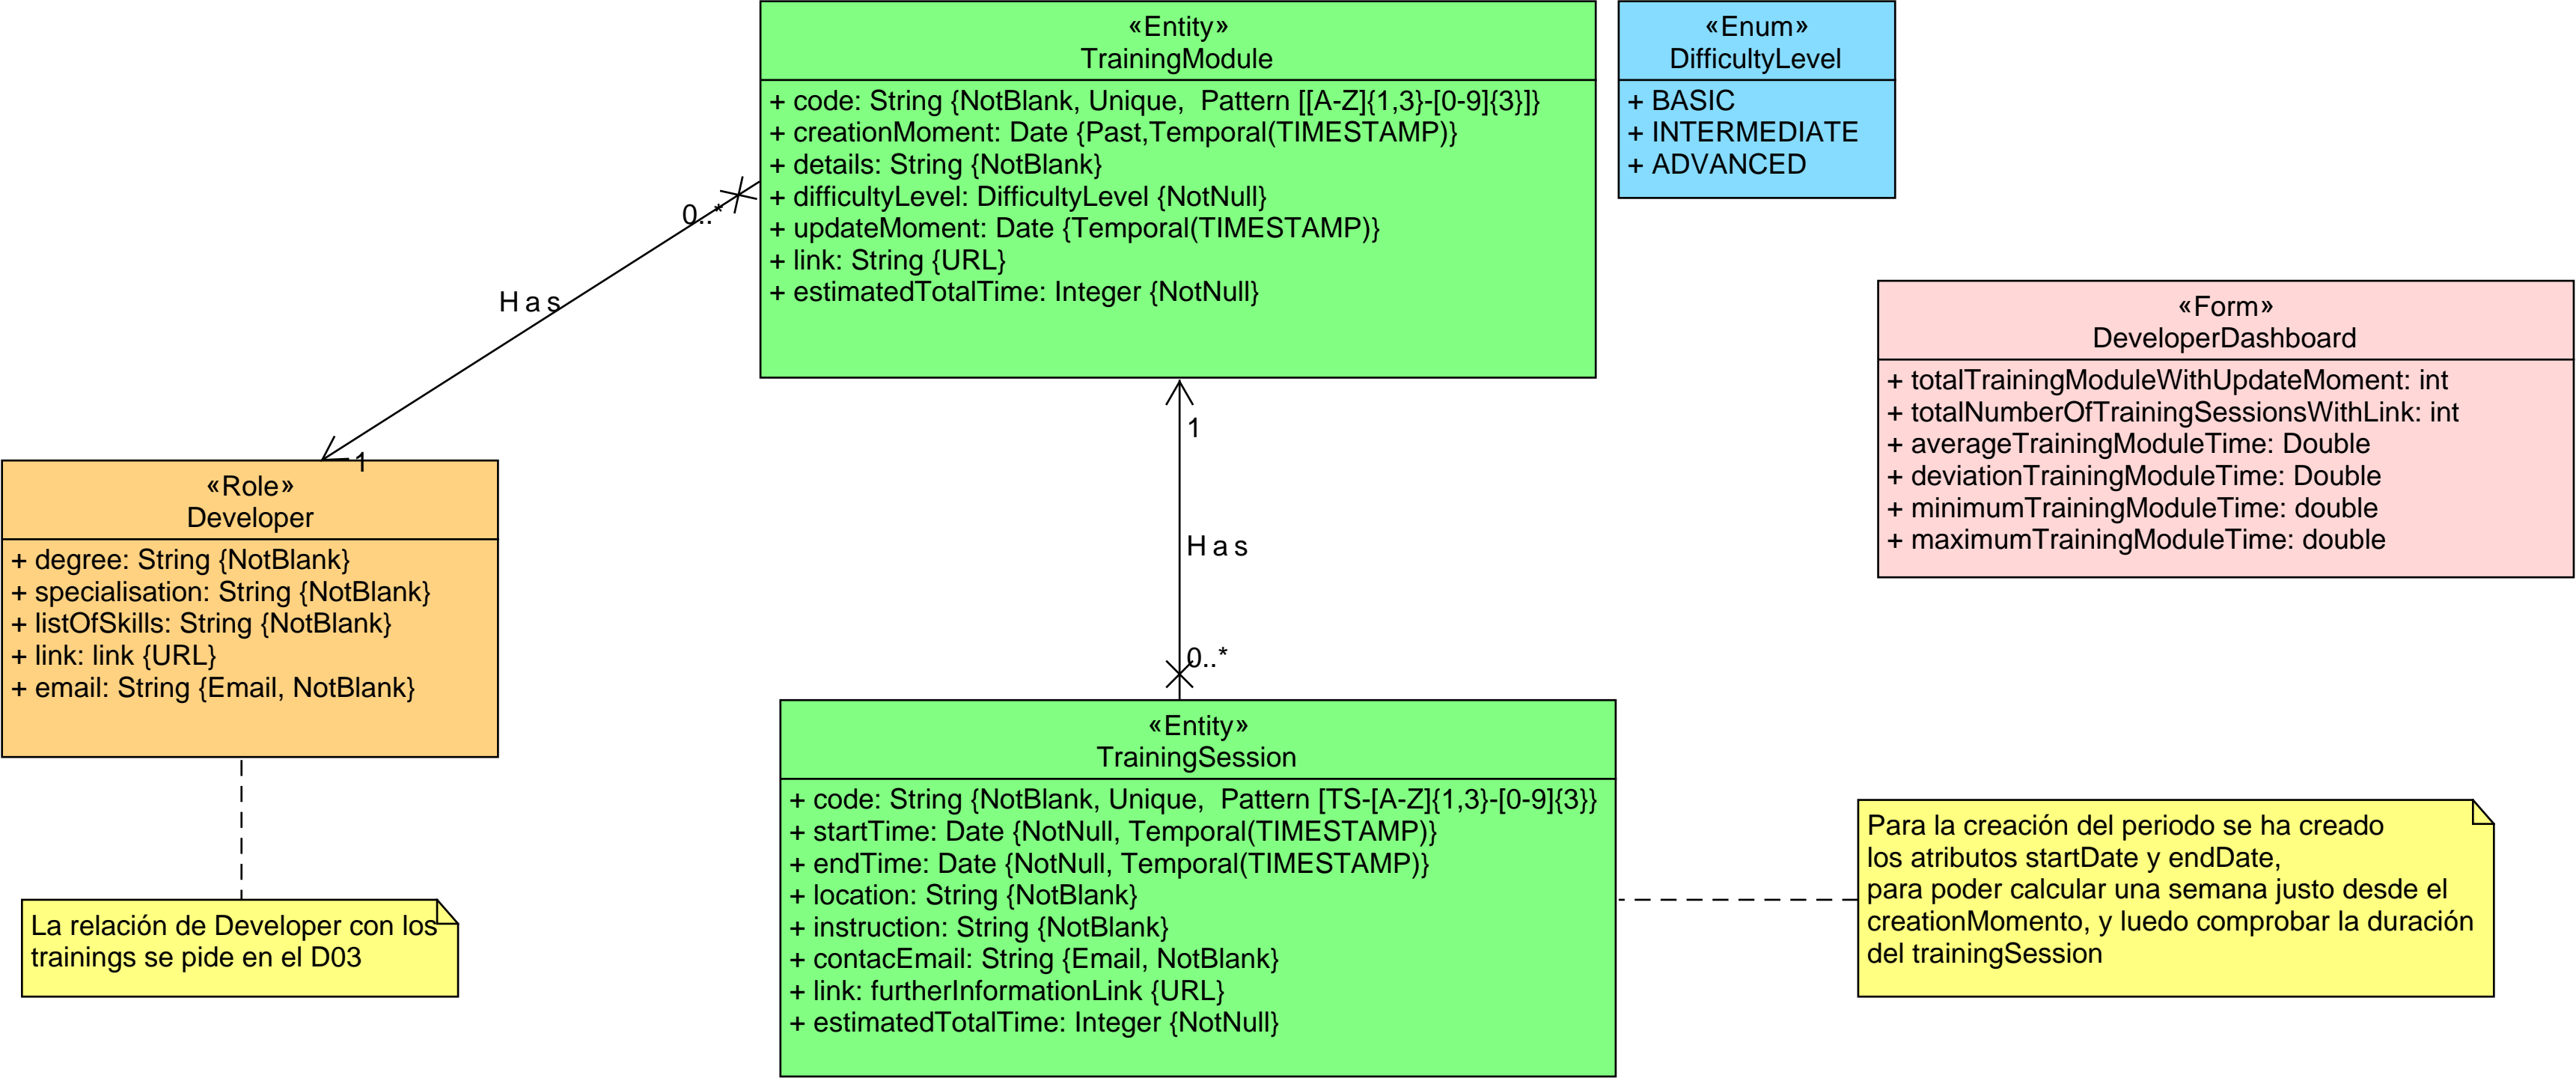 «Entity»
TrainingModule
+ code: String {NotBlank, Unique,  Pattern [[A-Z]{1,3}-[0-9]{3}]}
+ creationMoment: Date {Past,Temporal(TIMESTAMP)}
+ details: String {NotBlank}
+ difficultyLevel: DifficultyLevel {NotNull}
+ updateMoment: Date {Temporal(TIMESTAMP)}
+ link: String {URL}
+ estimatedTotalTime: Integer {NotNull}
«Enum»
DifficultyLevel
+ BASIC
+ INTERMEDIATE
+ ADVANCED
«Form»
DeveloperDashboard
+ totalTrainingModuleWithUpdateMoment: int
+ totalNumberOfTrainingSessionsWithLink: int
+ averageTrainingModuleTime: Double
+ deviationTrainingModuleTime: Double
+ minimumTrainingModuleTime: double
+ maximumTrainingModuleTime: double
0..*
Has
1
«Role»
Developer
+ degree: String {NotBlank}
+ specialisation: String {NotBlank}
+ listOfSkills: String {NotBlank}
+ link: link {URL}
+ email: String {Email, NotBlank}
1
Has
0..*
«Entity»
TrainingSession
+ code: String {NotBlank, Unique,  Pattern [TS-[A-Z]{1,3}-[0-9]{3}}
+ startTime: Date {NotNull, Temporal(TIMESTAMP)}
+ endTime: Date {NotNull, Temporal(TIMESTAMP)}
+ location: String {NotBlank}
+ instruction: String {NotBlank}
+ contacEmail: String {Email, NotBlank}
+ link: furtherInformationLink {URL}
+ estimatedTotalTime: Integer {NotNull}
La relación de Developer con los
trainings se pide en el D03
Para la creación del periodo se ha creado
los atributos startDate y endDate,
para poder calcular una semana justo desde el
creationMomento, y luedo comprobar la duración
del trainingSession